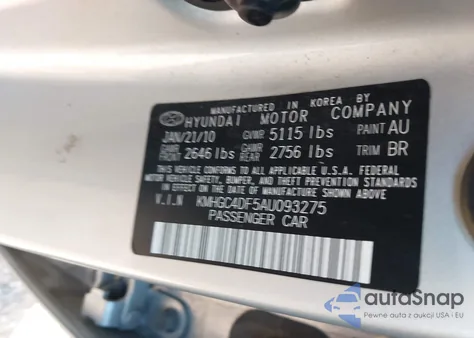 MANUFACTURED IN KOREA BY
HYUNDAI MOTOR COMPANY
JAN/21/10 GVWR 5115 lbs PAINT AU
GAWR FRONT 2646 lbs GAWR REAR 2756 lbs TRIM BR
THIS VEHICLE CONFORMS TO ALL APPLICABLE U.S.A. FEDERAL
MOTOR VEHICLE SAFETY, BUMPER, AND THEFT PREVENTION
STANDARDS IN EFFECT ON THE DATE OF MANUFACTURE SHOWN ABOVE.
V.I.N KMHGC4DF5AU093275
PASSENGER CAR
autaSnap
Pewne auta z aukcji USA i EU